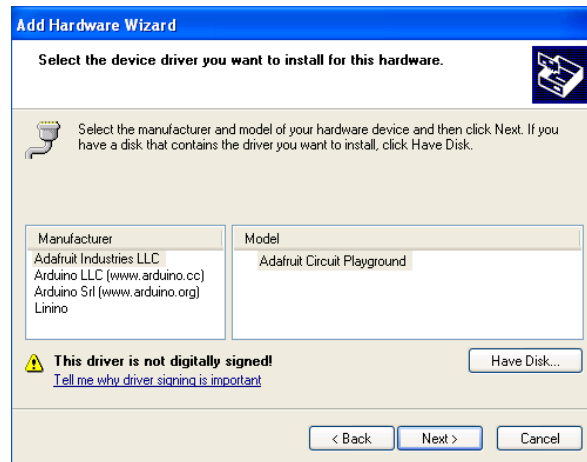 Add Hardware Wizard
Select the device driver you want to install for this hardware.
Select the manufacturer and model of your hardware device and then click Next. If you
have a disk that contains the driver you want to install, click Have Disk.
Manufacturer
Adafruit Industries LLC
Arduino LLC (www.arduino.cc)
Arduino Srl (www.arduino.org)
Linino
Model
Adafruit Circuit Playground
This driver is not digitally signed!
Tell me why driver signing is important
Have Disk...
< Back
Next >
Cancel